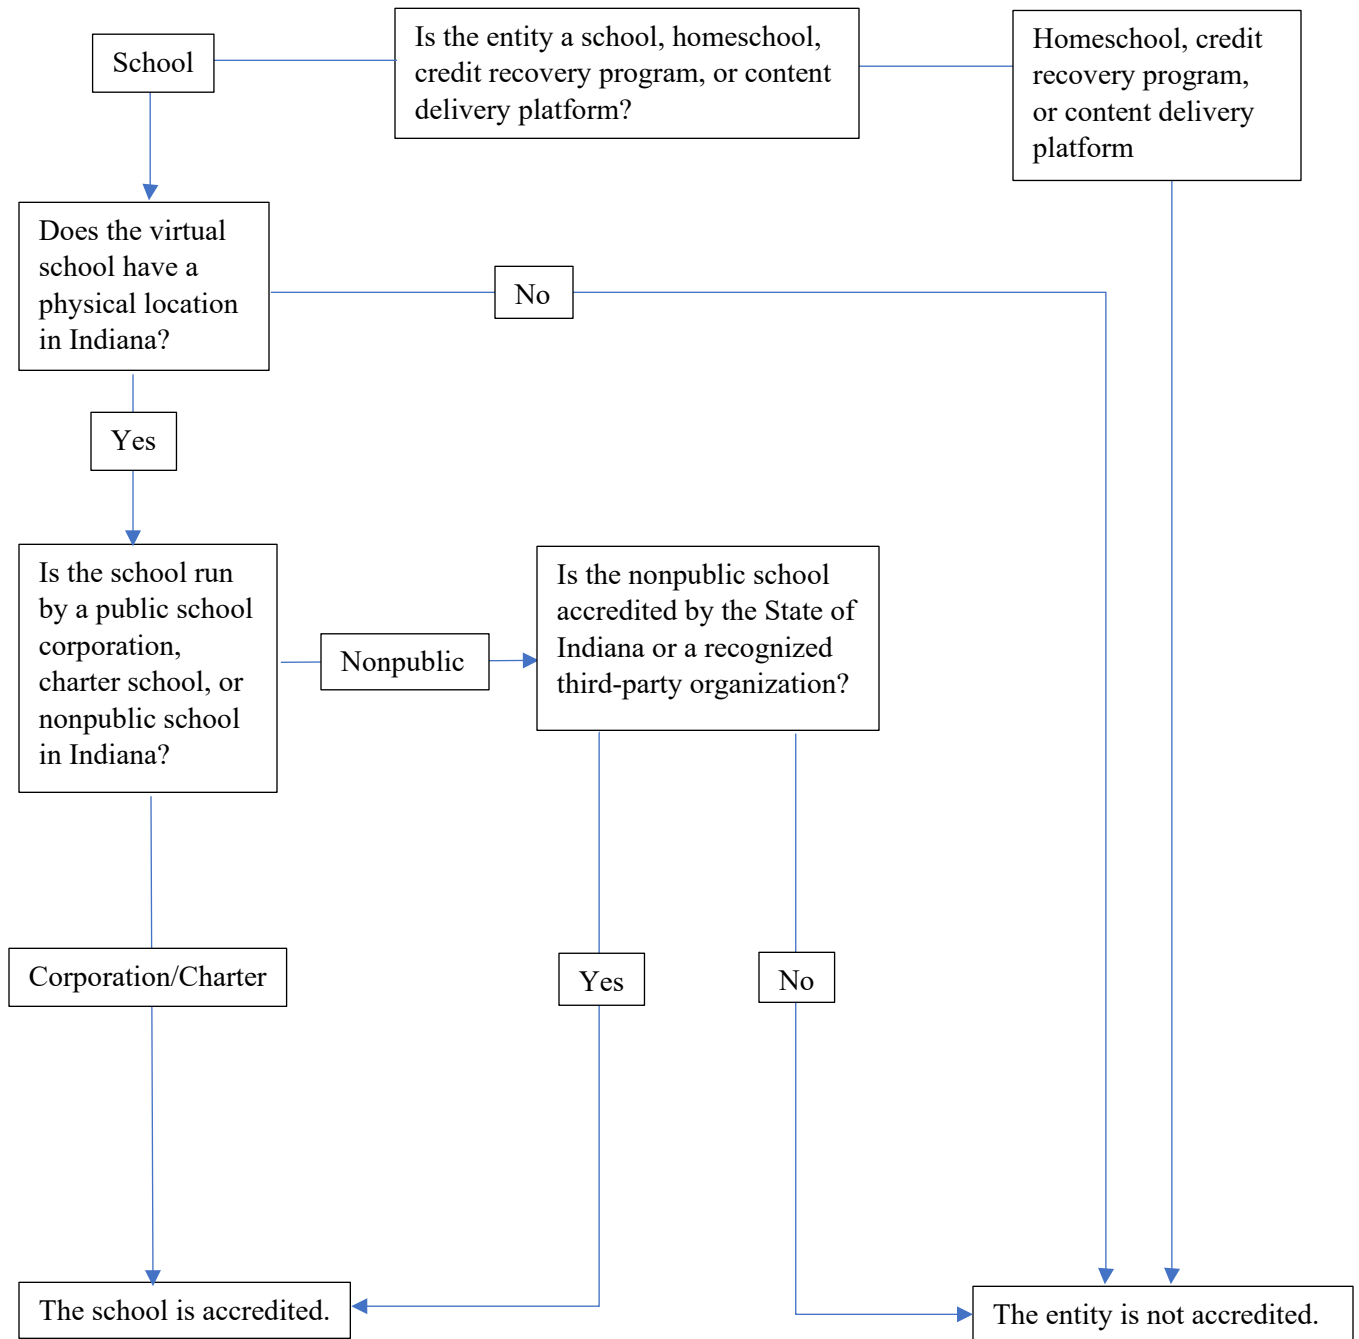 School
Is the entity a school, homeschool,
credit recovery program, or content
delivery platform?
Homeschool, credit
recovery program,
or content delivery
platform
Does the virtual
school have a
physical location
in Indiana?
No
Yes
Is the school run
by a public school
corporation,
charter school, or
nonpublic school
in Indiana?
Nonpublic
Is the nonpublic school
accredited by the State of
Indiana or a recognized
third-party organization?
Corporation/Charter
Yes
No
The school is accredited.
The entity is not accredited.